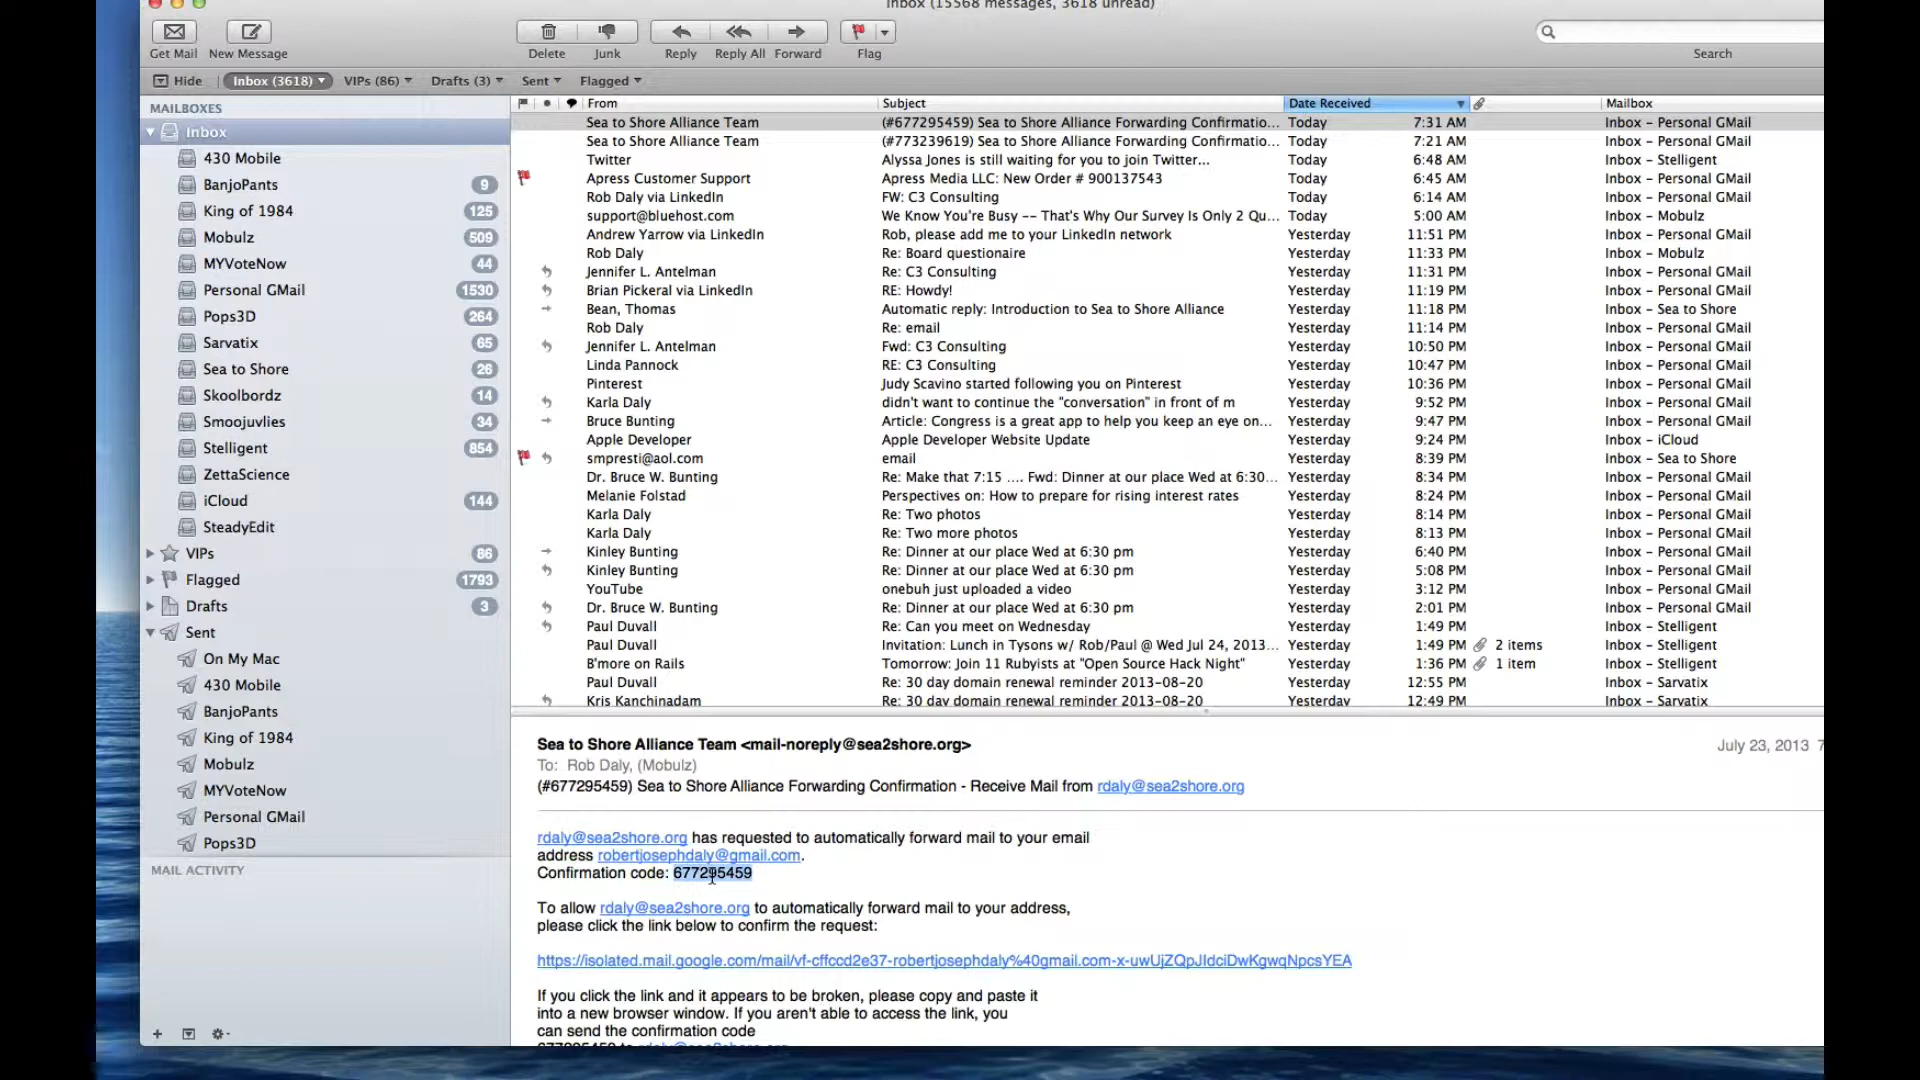 Inbox (15568 messages, 3618 unread)
Get Mail New Message Delete Junk Reply Reply All Forward Flag Search
Hide Inbox (3618) VIPs (86) Drafts (3) Sent Flagged
MAILBOXES
Inbox
430 Mobile
BanjoPants 9
King of 1984 125
Mobulz 509
MYVoteNow 44
Personal GMail 1530
Pops3D 264
Sarvatix 65
Sea to Shore 26
Skoolbordz 14
Smoojuvlies 34
Stelligent 854
ZettaScience
iCloud 144
SteadyEdit
VIPs 86
Flagged 1793
Drafts 3
Sent
On My Mac
430 Mobile
BanjoPants
King of 1984
Mobulz
MYVoteNow
Personal GMail
Pops3D
MAIL ACTIVITY
From Subject Date Received Mailbox
Sea to Shore Alliance Team (#677295459) Sea to Shore Alliance Forwarding Confirmatio... Today 7:31 AM Inbox – Personal GMail
Sea to Shore Alliance Team (#773239619) Sea to Shore Alliance Forwarding Confirmatio... Today 7:21 AM Inbox – Personal GMail
Twitter Alyssa Jones is still waiting for you to join Twitter... Today 6:48 AM Inbox – Stelligent
Apress Customer Support Apress Media LLC: New Order # 900137543 Today 6:45 AM Inbox – Personal GMail
Rob Daly via LinkedIn FW: C3 Consulting Today 6:14 AM Inbox – Personal GMail
support@bluehost.com We Know You're Busy -- That's Why Our Survey Is Only 2 Qu... Today 5:00 AM Inbox – Mobulz
Andrew Yarrow via LinkedIn Rob, please add me to your LinkedIn network Yesterday 11:51 PM Inbox – Personal GMail
Rob Daly Re: Board questionaire Yesterday 11:33 PM Inbox – Mobulz
Jennifer L. Antelman Re: C3 Consulting Yesterday 11:31 PM Inbox – Personal GMail
Brian Pickeral via LinkedIn RE: Howdy! Yesterday 11:19 PM Inbox – Personal GMail
Bean, Thomas Automatic reply: Introduction to Sea to Shore Alliance Yesterday 11:18 PM Inbox – Sea to Shore
Rob Daly Re: email Yesterday 11:14 PM Inbox – Personal GMail
Jennifer L. Antelman Fwd: C3 Consulting Yesterday 10:50 PM Inbox – Personal GMail
Linda Pannock RE: C3 Consulting Yesterday 10:47 PM Inbox – Personal GMail
Pinterest Judy Scavino started following you on Pinterest Yesterday 10:36 PM Inbox – Personal GMail
Karla Daly didn't want to continue the "conversation" in front of m Yesterday 9:52 PM Inbox – Personal GMail
Bruce Bunting Article: Congress is a great app to help you keep an eye on... Yesterday 9:47 PM Inbox – Personal GMail
Apple Developer Apple Developer Website Update Yesterday 9:24 PM Inbox – iCloud
smpresti@aol.com email Yesterday 8:39 PM Inbox – Sea to Shore
Dr. Bruce W. Bunting Re: Make that 7:15 .... Fwd: Dinner at our place Wed at 6:30... Yesterday 8:34 PM Inbox – Personal GMail
Melanie Folstad Perspectives on: How to prepare for rising interest rates Yesterday 8:24 PM Inbox – Personal GMail
Karla Daly Re: Two photos Yesterday 8:14 PM Inbox – Personal GMail
Karla Daly Re: Two more photos Yesterday 8:13 PM Inbox – Personal GMail
Kinley Bunting Re: Dinner at our place Wed at 6:30 pm Yesterday 6:40 PM Inbox – Personal GMail
Kinley Bunting Re: Dinner at our place Wed at 6:30 pm Yesterday 5:08 PM Inbox – Personal GMail
YouTube onebuh just uploaded a video Yesterday 3:12 PM Inbox – Personal GMail
Dr. Bruce W. Bunting Re: Dinner at our place Wed at 6:30 pm Yesterday 2:01 PM Inbox – Personal GMail
Paul Duvall Re: Can you meet on Wednesday Yesterday 1:49 PM Inbox – Stelligent
Paul Duvall Invitation: Lunch in Tysons w/ Rob/Paul @ Wed Jul 24, 2013... Yesterday 1:49 PM 2 items Inbox – Stelligent
B'more on Rails Tomorrow: Join 11 Rubyists at "Open Source Hack Night" Yesterday 1:36 PM 1 item Inbox – Stelligent
Paul Duvall Re: 30 day domain renewal reminder 2013-08-20 Yesterday 12:55 PM Inbox – Sarvatix
Kris Kanchinadam Re: 30 day domain renewal reminder 2013-08-20 Yesterday 12:49 PM Inbox – Sarvatix
Sea to Shore Alliance Team <mail-noreply@sea2shore.org> July 23, 2013 7
To: Rob Daly, (Mobulz)
(#677295459) Sea to Shore Alliance Forwarding Confirmation - Receive Mail from rdaly@sea2shore.org
rdaly@sea2shore.org has requested to automatically forward mail to your email
address robertjosephdaly@gmail.com.
Confirmation code: 677295459
To allow rdaly@sea2shore.org to automatically forward mail to your address,
please click the link below to confirm the request:
https://isolated.mail.google.com/mail/vf-cffccd2e37-robertjosephdaly%40gmail.com-x-uwUjZQpJIdciDwKgwqNpcsYEA
If you click the link and it appears to be broken, please copy and paste it
into a new browser window. If you aren't able to access the link, you
can send the confirmation code
677295459 to rdaly@sea2shore.org